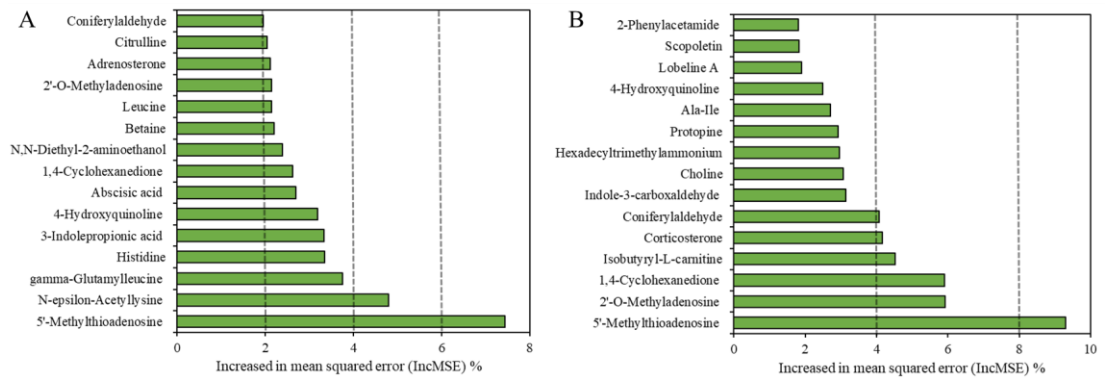 A
Coniferylaldehyde
Citrulline
Adrenosterone
2'-O-Methyladenosine
Leucine
Betaine
N,N-Diethyl-2-aminoethanol
1,4-Cyclohexanedione
Abscisic acid
4-Hydroxyquinoline
3-Indolepropionic acid
Histidine
gamma-Glutamylleucine
N-epsilon-Acetyllysine
5'-Methylthioadenosine
0 2 4 6 8
Increased in mean squared error (IncMSE) %
B
2-Phenylacetamide
Scopoletin
Lobeline A
4-Hydroxyquinoline
Ala-Ile
Protopine
Hexadecyltrimethylammonium
Choline
Indole-3-carboxaldehyde
Coniferylaldehyde
Corticosterone
Isobutyryl-L-carnitine
1,4-Cyclohexanedione
2'-O-Methyladenosine
5'-Methylthioadenosine
0 2 4 6 8 10
Increased in mean squared error (IncMSE) %